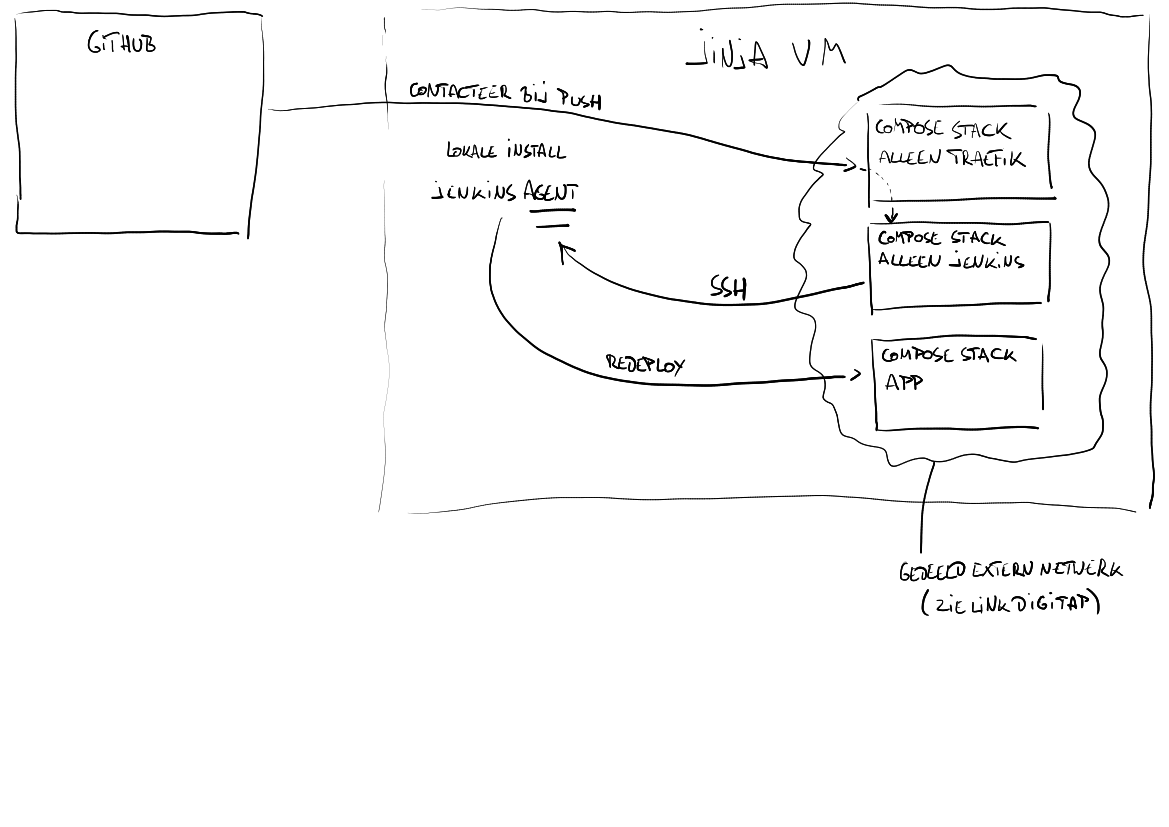 GITHUB
JINJA VM
CONTACTEER BIJ PUSH
COMPOSE STACK
ALLEEN TRAEFIK
LOKALE INSTALL
JENKINS AGENT
COMPOSE STACK
ALLEEN JENKINS
SSH
REDEPLOY
COMPOSE STACK
APP
GEDEELD EXTERN NETWERK
(ZIE LINK DIGITAP)